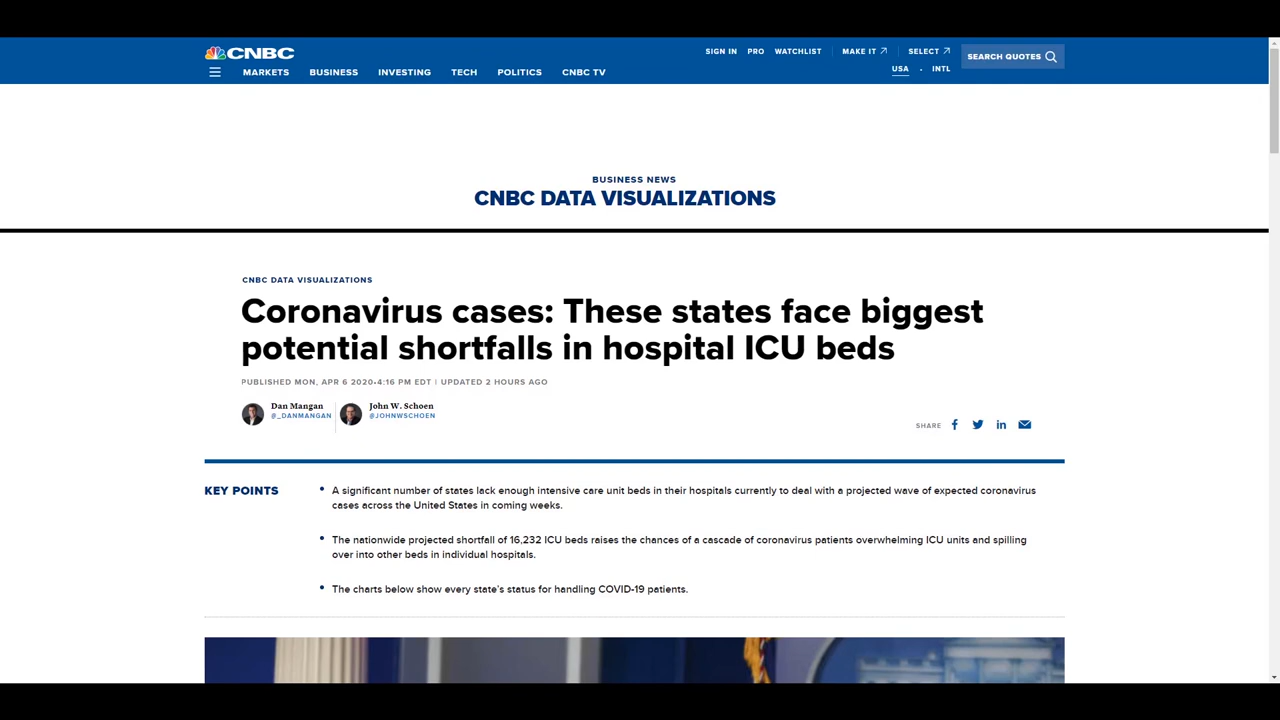 CNBC
SIGN IN PRO WATCHLIST MAKE IT SELECT
SEARCH QUOTES
USA • INTL
MARKETS BUSINESS INVESTING TECH POLITICS CNBC TV
BUSINESS NEWS
CNBC DATA VISUALIZATIONS
CNBC DATA VISUALIZATIONS
Coronavirus cases: These states face biggest
potential shortfalls in hospital ICU beds
PUBLISHED MON, APR 6 2020•4:16 PM EDT | UPDATED 2 HOURS AGO
Dan Mangan
@_DANMANGAN
John W. Schoen
@JOHNWSCHOEN
SHARE
KEY POINTS
• A significant number of states lack enough intensive care unit beds in their hospitals currently to deal with a projected wave of expected coronavirus
cases across the United States in coming weeks.
• The nationwide projected shortfall of 16,232 ICU beds raises the chances of a cascade of coronavirus patients overwhelming ICU units and spilling
over into other beds in individual hospitals.
• The charts below show every state’s status for handling COVID-19 patients.